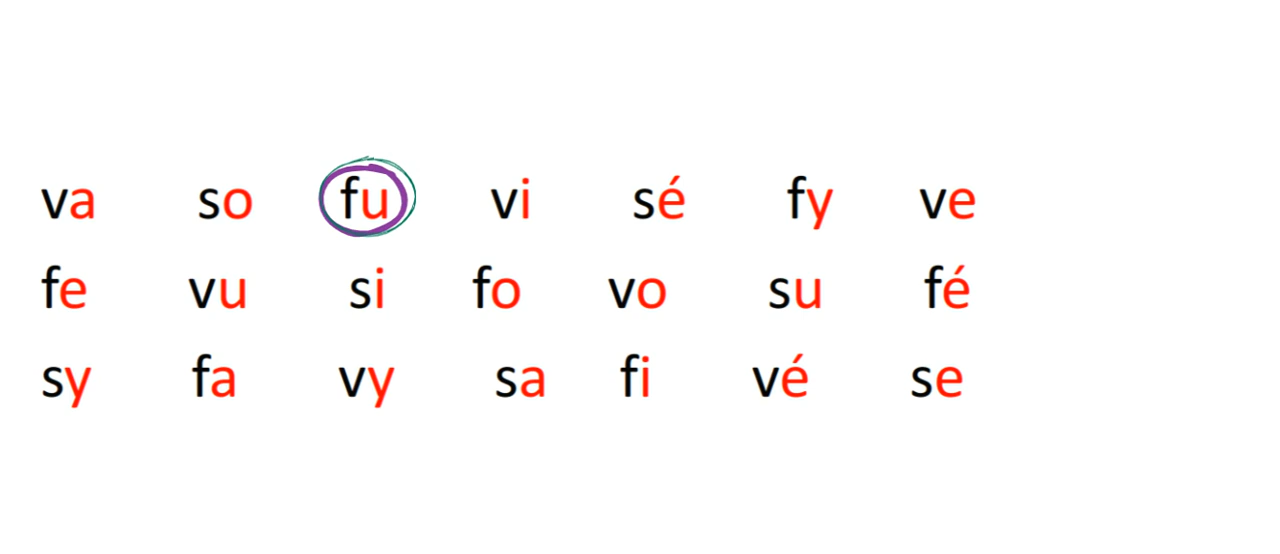 va so fu vi sé fy ve
fe vu si fo vo su fé
sy fa vy sa fi vé se